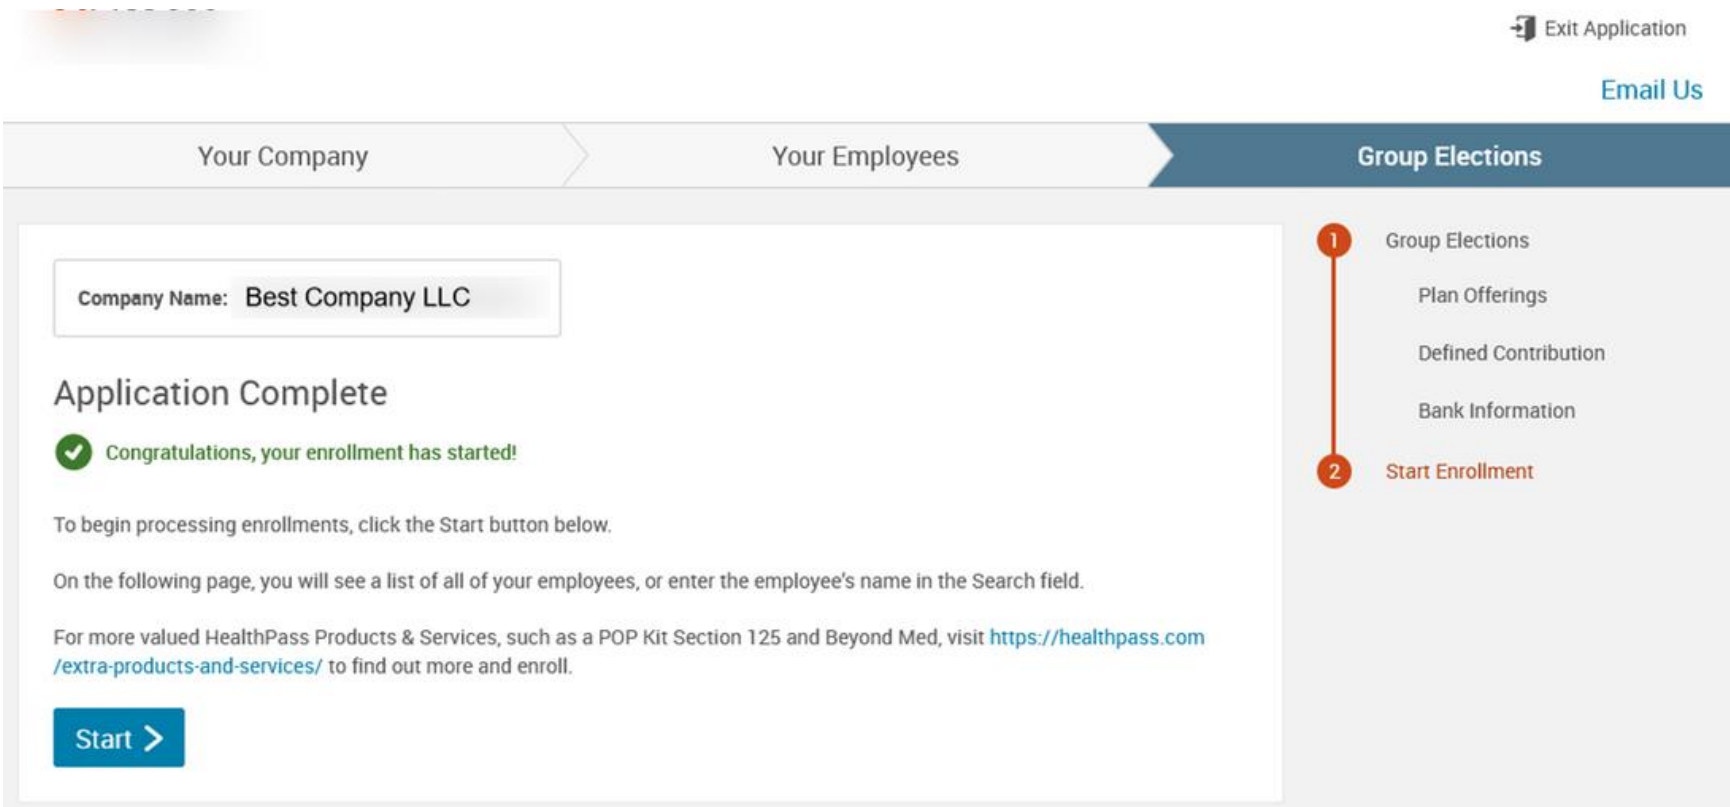 Exit Application
Email Us
Your Company
Your Employees
Group Elections
Company Name: Best Company LLC
Application Complete
Congratulations, your enrollment has started!
To begin processing enrollments, click the Start button below.
On the following page, you will see a list of all of your employees, or enter the employee's name in the Search field.
For more valued HealthPass Products & Services, such as a POP Kit Section 125 and Beyond Med, visit https://healthpass.com
/extra-products-and-services/ to find out more and enroll.
Start
1 Group Elections
Plan Offerings
Defined Contribution
Bank Information
2 Start Enrollment